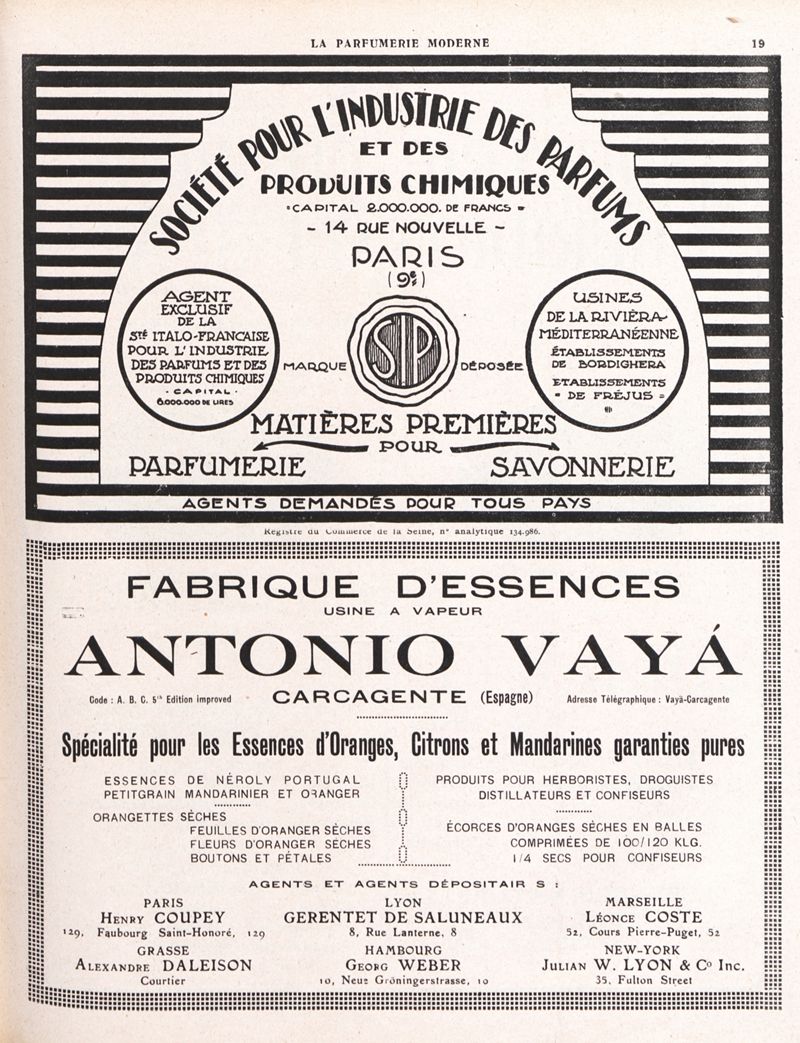 LA PARFUMERIE MODERNE
19
SOCIÉTÉ POUR L'INDUSTRIE DES PARFUMS
ET DES
PRODUITS CHIMIQUES
CAPITAL 2.000.000. DE FRANCS
- 14 RUE NOUVELLE -
PARIS
(9e)
AGENT
EXCLUSIF
DE LA
Sté ITALO-FRANCAISE
POUR L'INDUSTRIE
DES PARFUMS ET DES
PRODUITS CHIMIQUES
- CAPITAL -
6.000.000 DE LIRES
MARQUE
SIP
DÉPOSÉE
USINES
DE LA RIVIÈRA
MÉDITERRANÉENNE
ÉTABLISSEMENTS
DE BORDIGHERA
ETABLISSEMENTS
" DE FRÉJUS "
MATIÈRES PREMIÈRES
POUR
PARFUMERIE
SAVONNERIE
AGENTS DEMANDÉS POUR TOUS PAYS
Registre du Commerce de la Seine, n° analytique 134.986.
FABRIQUE D'ESSENCES
USINE A VAPEUR
ANTONIO VAYÁ
Code : A. B. C. 5th Edition improved
CARCAGENTE (Espagne)
Adresse Télégraphique : Vayà-Carcagente
Spécialité pour les Essences d'Oranges, Citrons et Mandarines garanties pures
ESSENCES DE NÉROLY PORTUGAL
PETITGRAIN MANDARINIER ET ORANGER
ORANGETTES SÈCHES
FEUILLES D'ORANGER SÈCHES
FLEURS D'ORANGER SÈCHES
BOUTONS ET PÉTALES
PRODUITS POUR HERBORISTES, DROGUISTES
DISTILLATEURS ET CONFISEURS
ÉCORCES D'ORANGES SÈCHES EN BALLES
COMPRIMÉES DE 100/120 KLG.
1/4 SECS POUR CONFISEURS
AGENTS ET AGENTS DÉPOSITAIR S :
PARIS
HENRY COUPEY
129, Faubourg Saint-Honoré, 129
LYON
GERENTET DE SALUNEAUX
8, Rue Lanterne, 8
MARSEILLE
LÉONCE COSTE
52, Cours Pierre-Puget, 52
GRASSE
ALEXANDRE DALEISON
Courtier
HAMBOURG
GEORG WEBER
10, Neue Gröningerstrasse, 10
NEW-YORK
JULIAN W. LYON & Co Inc.
35, Fulton Street